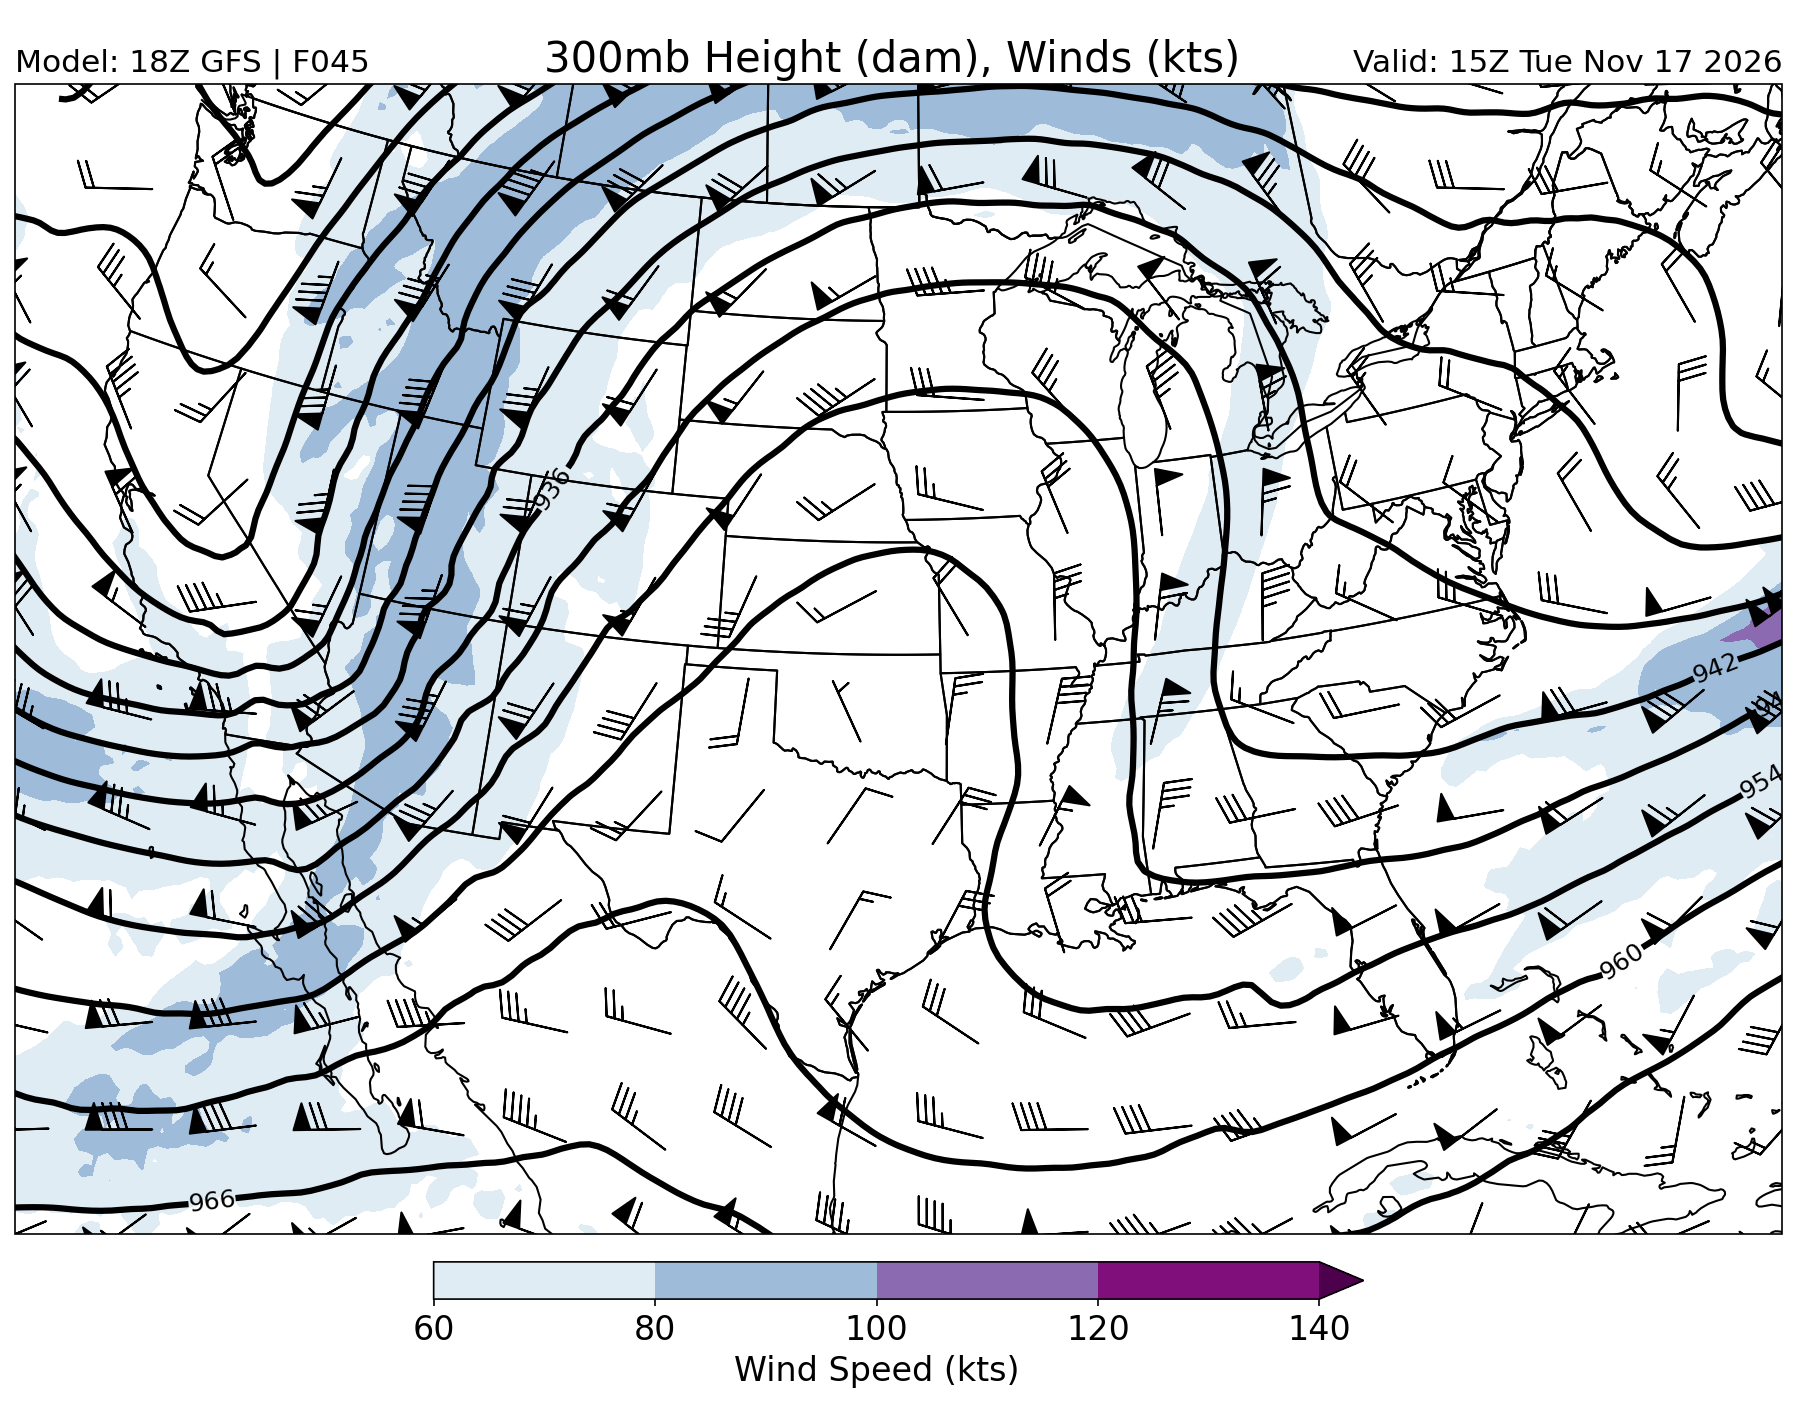 Model: 18Z GFS | F045
300mb Height (dam), Winds (kts)
Valid: 15Z Tue Nov 17 2026
936
942
954
960
966
60 80 100 120 140
Wind Speed (kts)